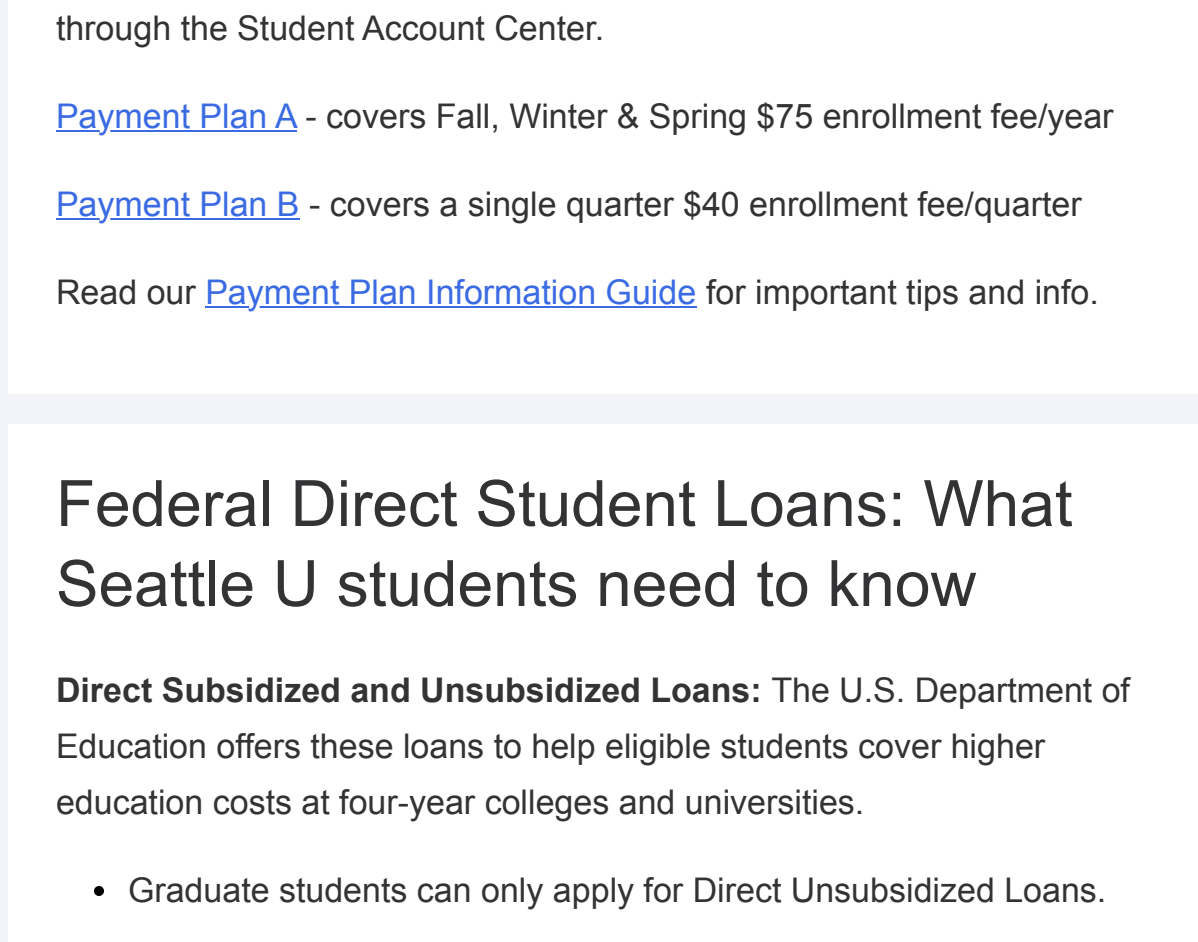 through the Student Account Center.
Payment Plan A - covers Fall, Winter & Spring $75 enrollment fee/year
Payment Plan B - covers a single quarter $40 enrollment fee/quarter
Read our Payment Plan Information Guide for important tips and info.
Federal Direct Student Loans: What
Seattle U students need to know
Direct Subsidized and Unsubsidized Loans: The U.S. Department of
Education offers these loans to help eligible students cover higher
education costs at four-year colleges and universities.
• Graduate students can only apply for Direct Unsubsidized Loans.